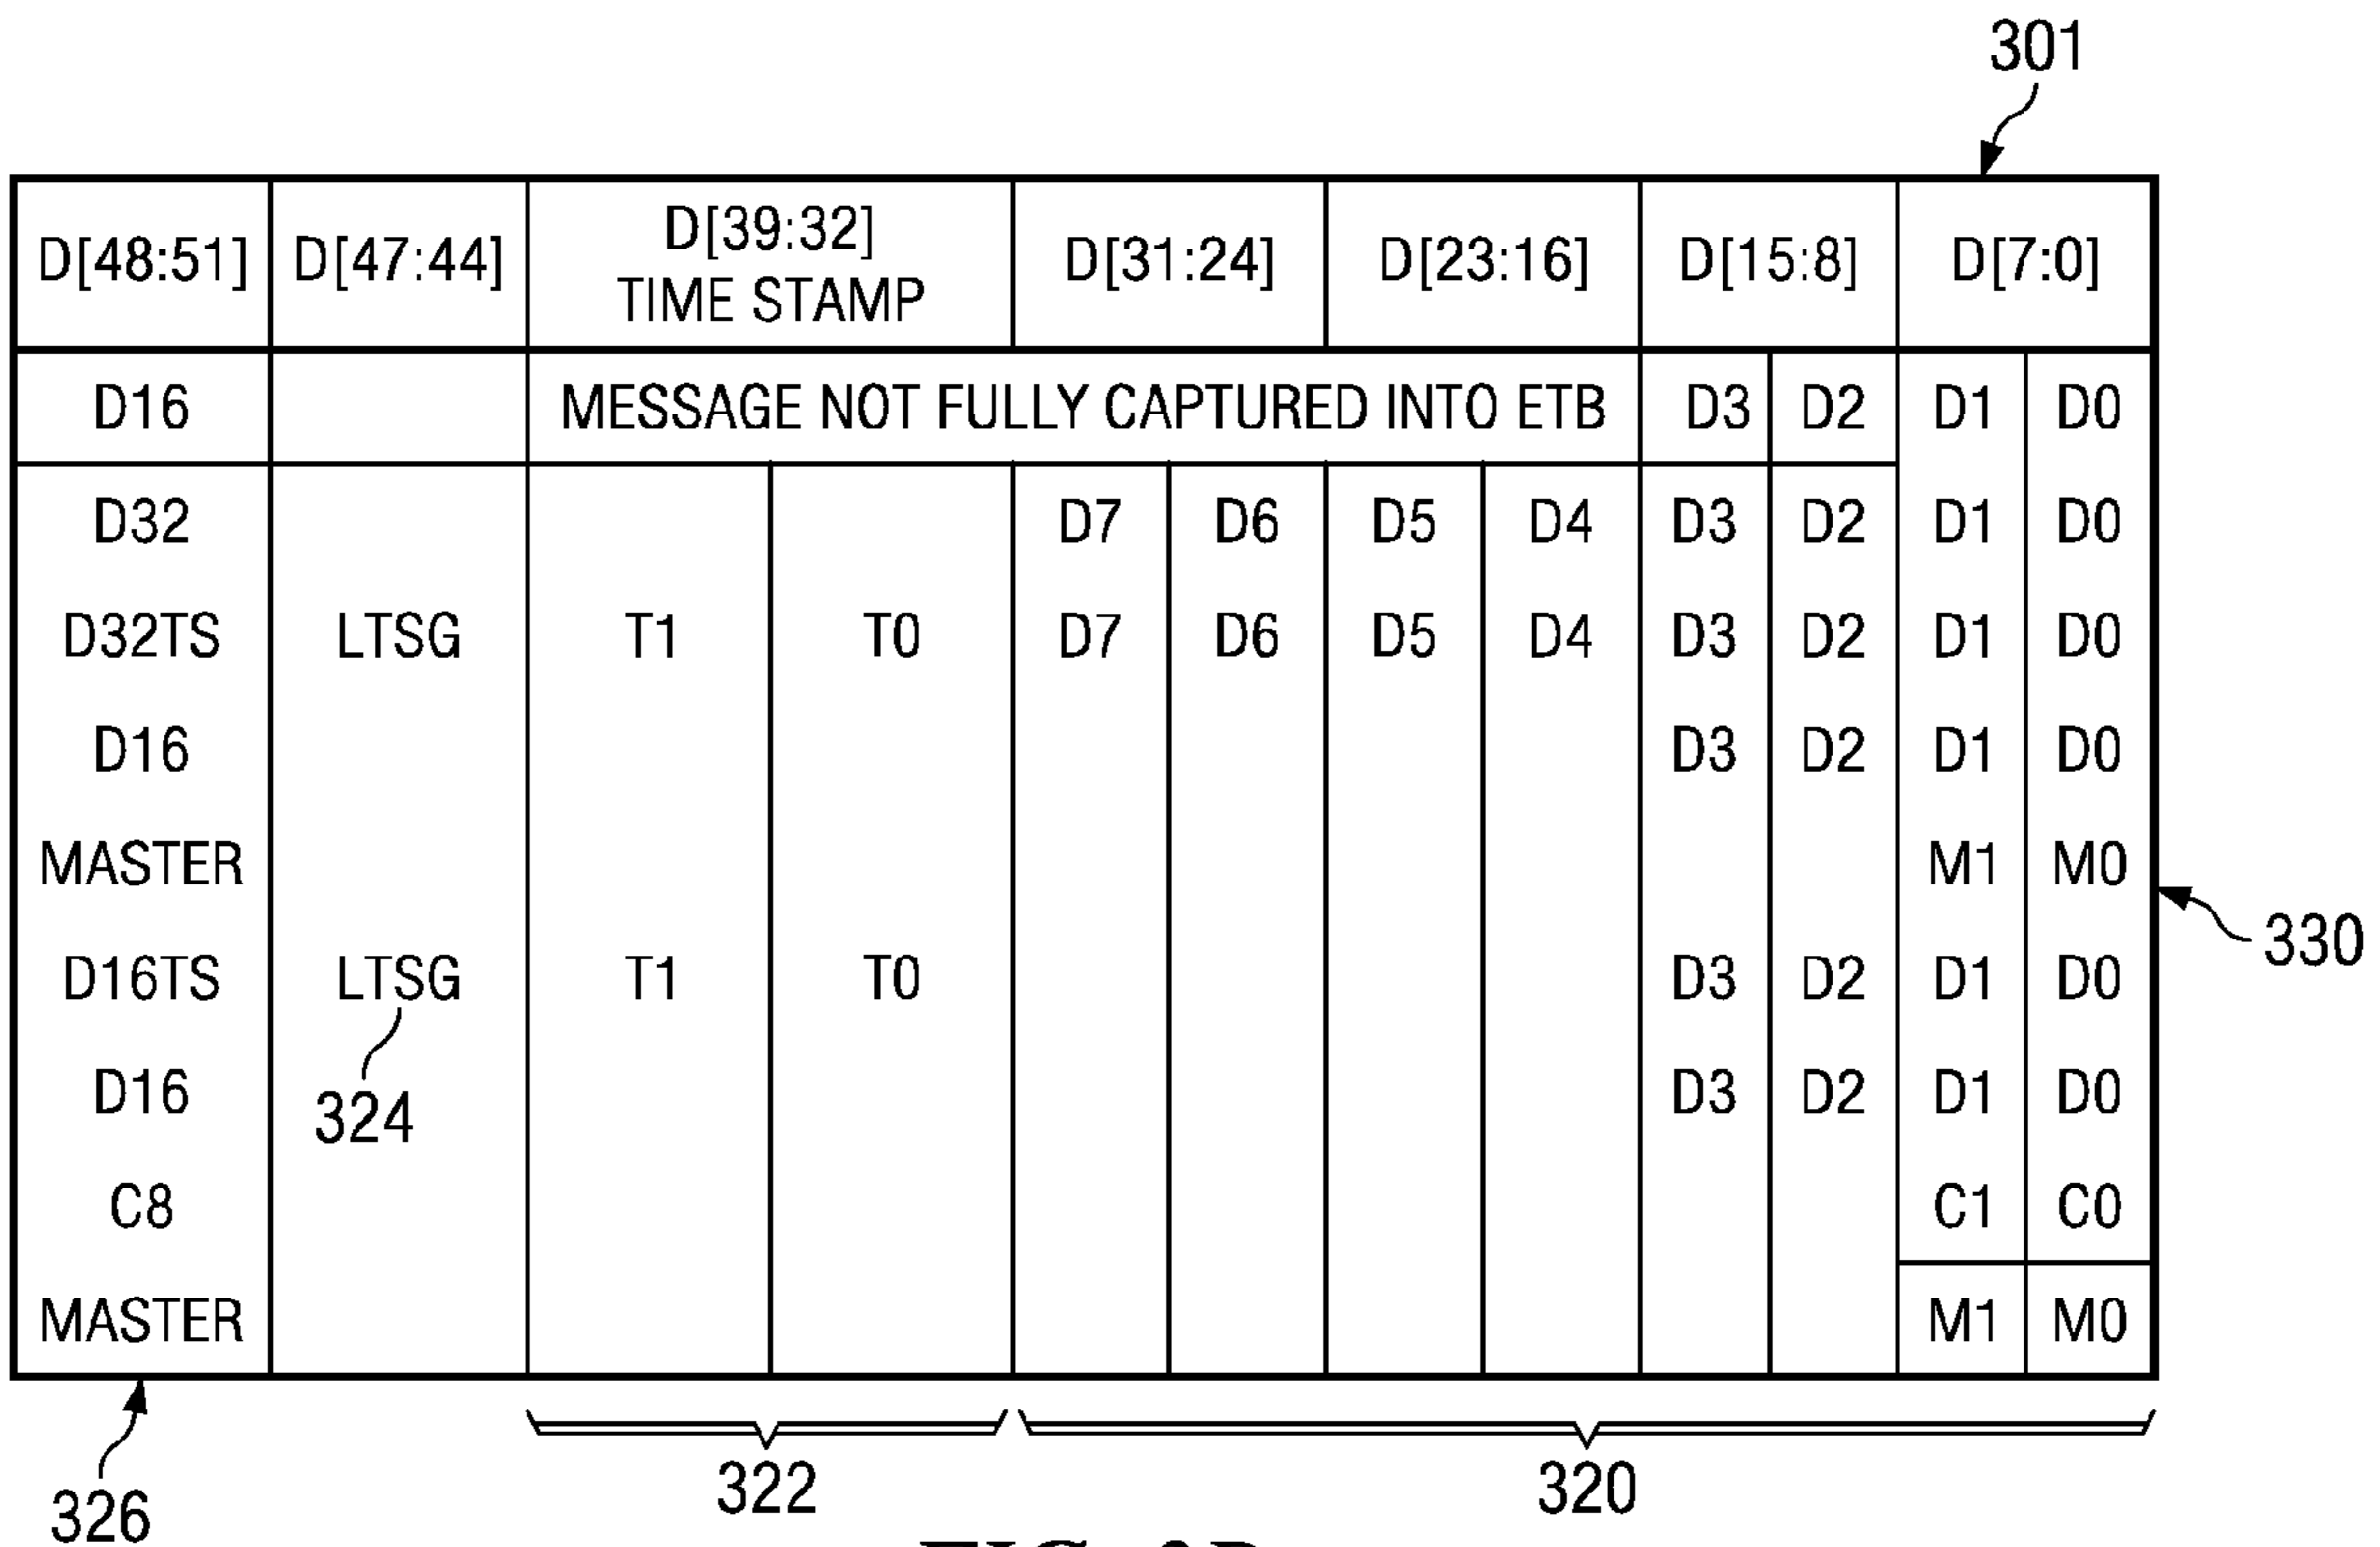 301
D[48:51] D[47:44] D[39:32] TIME STAMP D[31:24] D[23:16] D[15:8] D[7:0]
D16 MESSAGE NOT FULLY CAPTURED INTO ETB D3 D2 D1 D0
D32 D7 D6 D5 D4 D3 D2 D1 D0
D32TS LTSG T1 T0 D7 D6 D5 D4 D3 D2 D1 D0
D16 D3 D2 D1 D0
MASTER M1 M0
330
D16TS LTSG T1 T0 D3 D2 D1 D0
D16 D3 D2 D1 D0
324
C8 C1 C0
MASTER M1 M0
326 322 320